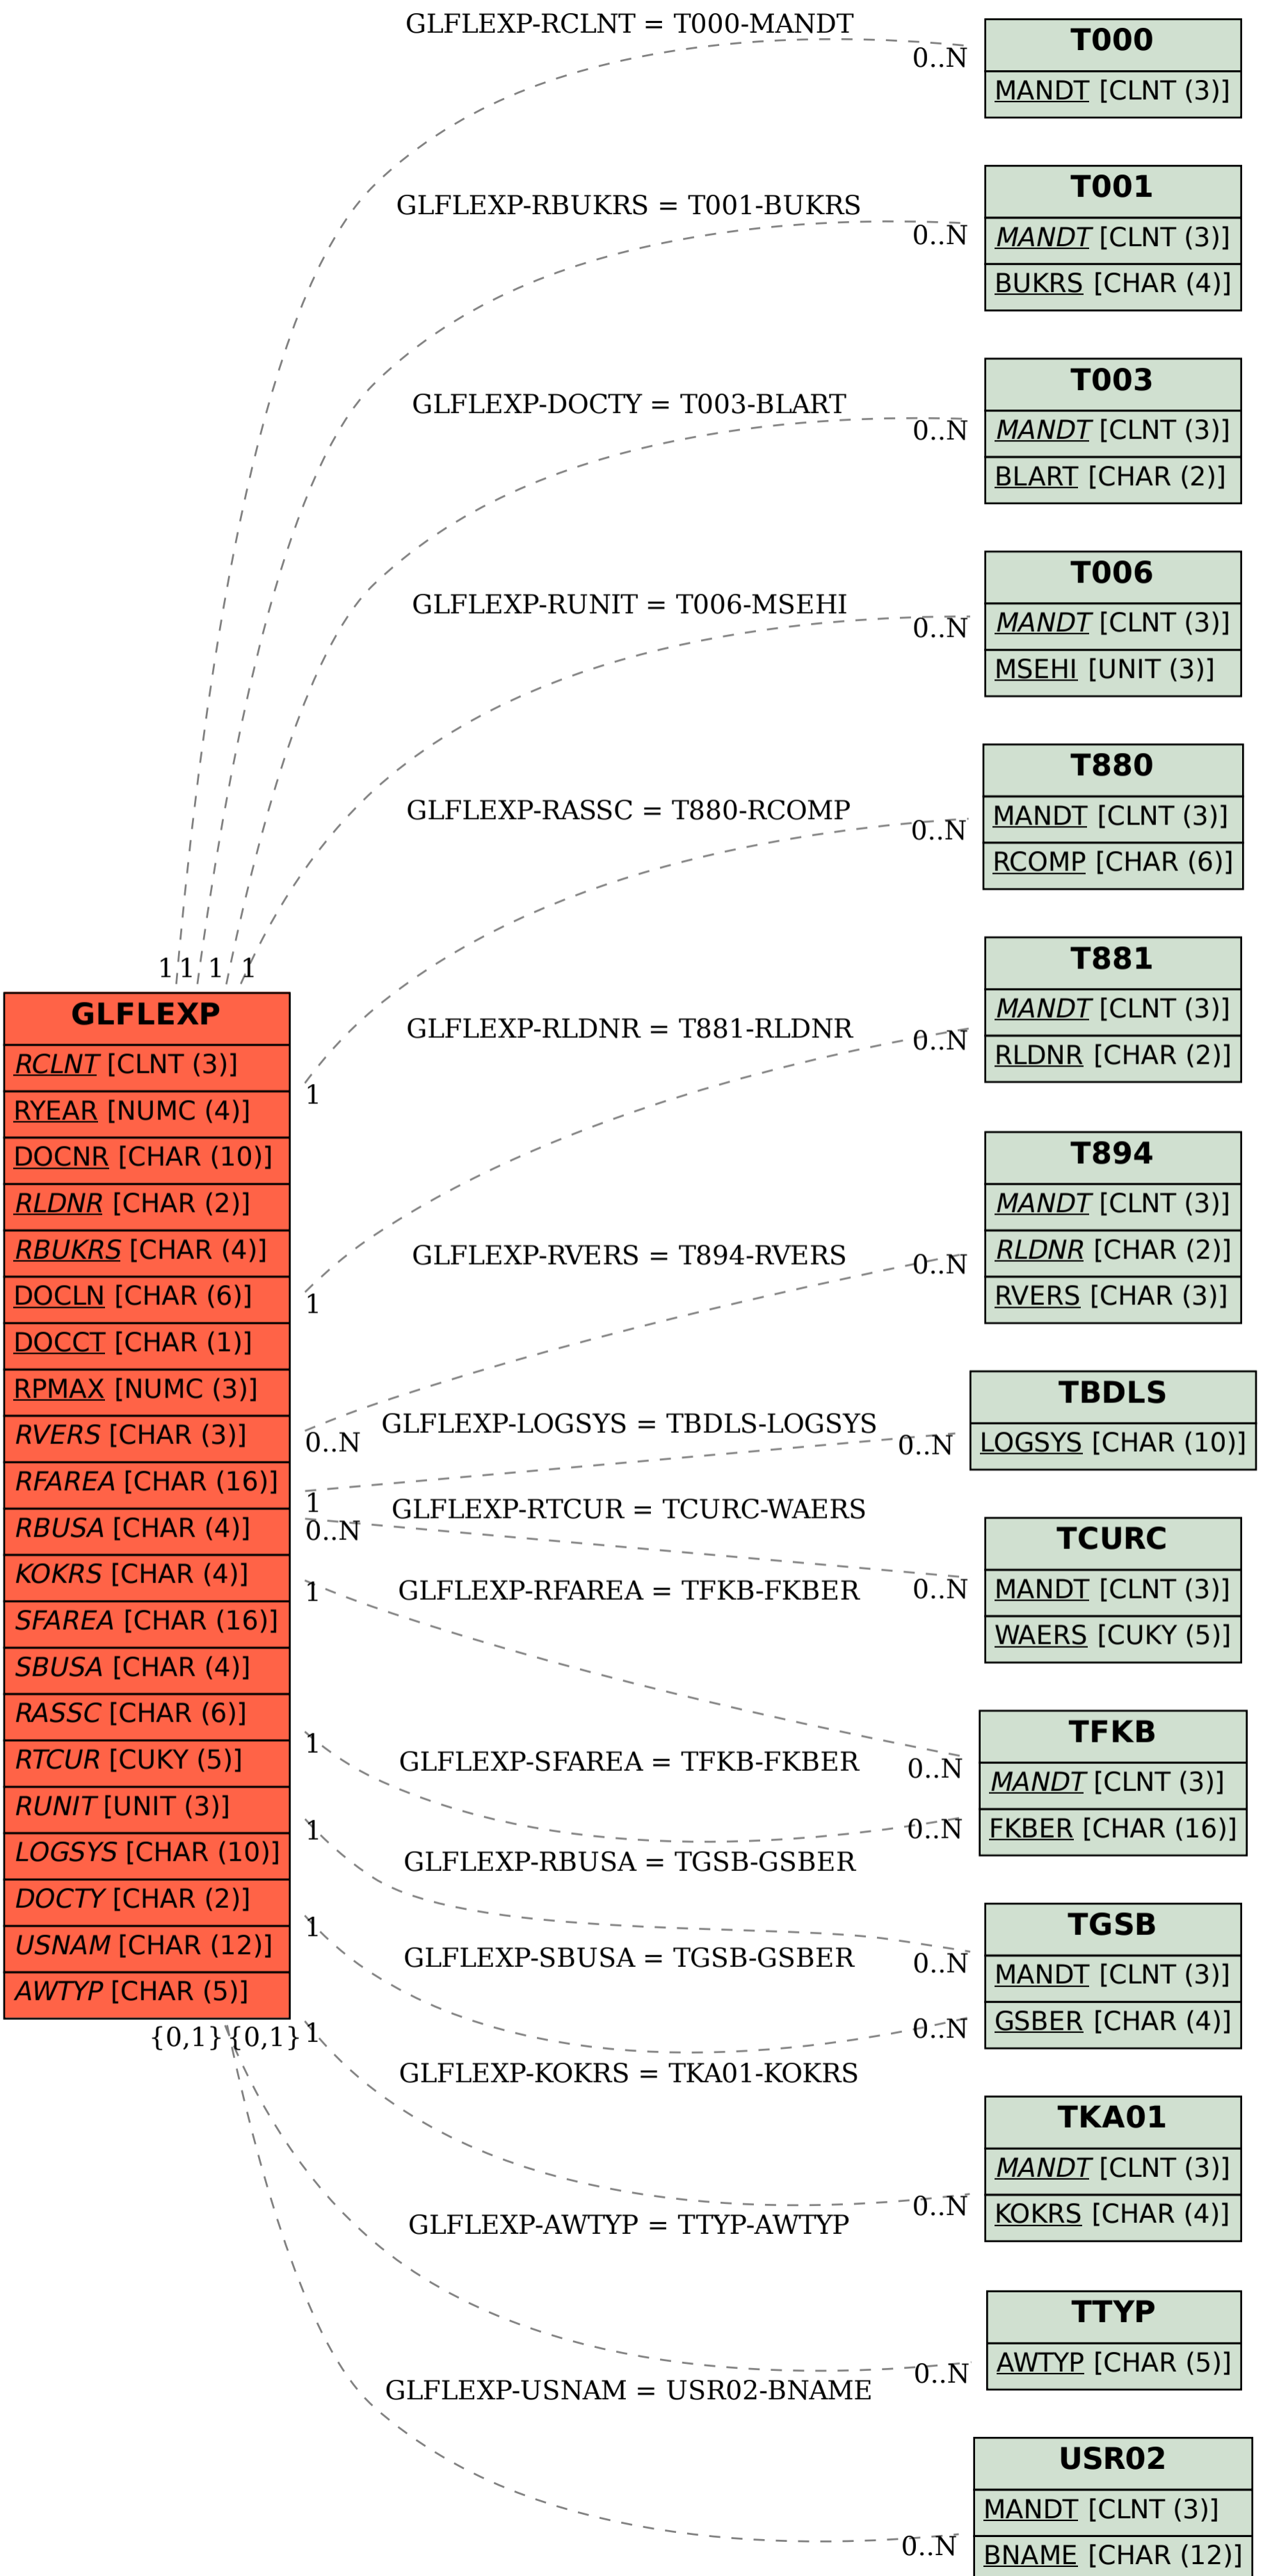 GLFLEXP-RCLNT = T000-MANDT
0..N
T000
MANDT [CLNT (3)]
GLFLEXP-RBUKRS = T001-BUKRS
0..N
T001
MANDT [CLNT (3)]
BUKRS [CHAR (4)]
GLFLEXP-DOCTY = T003-BLART
0..N
T003
MANDT [CLNT (3)]
BLART [CHAR (2)]
GLFLEXP-RUNIT = T006-MSEHI
0..N
T006
MANDT [CLNT (3)]
MSEHI [UNIT (3)]
GLFLEXP-RASSC = T880-RCOMP
0..N
T880
MANDT [CLNT (3)]
RCOMP [CHAR (6)]
1 1 1 1
GLFLEXP
RCLNT [CLNT (3)]
RYEAR [NUMC (4)]
DOCNR [CHAR (10)]
RLDNR [CHAR (2)]
RBUKRS [CHAR (4)]
DOCLN [CHAR (6)]
DOCCT [CHAR (1)]
RPMAX [NUMC (3)]
RVERS [CHAR (3)]
RFAREA [CHAR (16)]
RBUSA [CHAR (4)]
KOKRS [CHAR (4)]
SFAREA [CHAR (16)]
SBUSA [CHAR (4)]
RASSC [CHAR (6)]
RTCUR [CUKY (5)]
RUNIT [UNIT (3)]
LOGSYS [CHAR (10)]
DOCTY [CHAR (2)]
USNAM [CHAR (12)]
AWTYP [CHAR (5)]
{0,1} {0,1}
1
GLFLEXP-RLDNR = T881-RLDNR
0..N
T881
MANDT [CLNT (3)]
RLDNR [CHAR (2)]
1
GLFLEXP-RVERS = T894-RVERS
0..N
T894
MANDT [CLNT (3)]
RLDNR [CHAR (2)]
RVERS [CHAR (3)]
0..N
GLFLEXP-LOGSYS = TBDLS-LOGSYS
0..N
TBDLS
LOGSYS [CHAR (10)]
1
GLFLEXP-RTCUR = TCURC-WAERS
0..N
0..N
TCURC
MANDT [CLNT (3)]
WAERS [CUKY (5)]
1
GLFLEXP-RFAREA = TFKB-FKBER
0..N
TFKB
MANDT [CLNT (3)]
FKBER [CHAR (16)]
1
GLFLEXP-SFAREA = TFKB-FKBER
0..N
1
GLFLEXP-RBUSA = TGSB-GSBER
0..N
TGSB
MANDT [CLNT (3)]
GSBER [CHAR (4)]
1
GLFLEXP-SBUSA = TGSB-GSBER
0..N
1
GLFLEXP-KOKRS = TKA01-KOKRS
0..N
TKA01
MANDT [CLNT (3)]
KOKRS [CHAR (4)]
GLFLEXP-AWTYP = TTYP-AWTYP
0..N
TTYP
AWTYP [CHAR (5)]
GLFLEXP-USNAM = USR02-BNAME
0..N
USR02
MANDT [CLNT (3)]
BNAME [CHAR (12)]